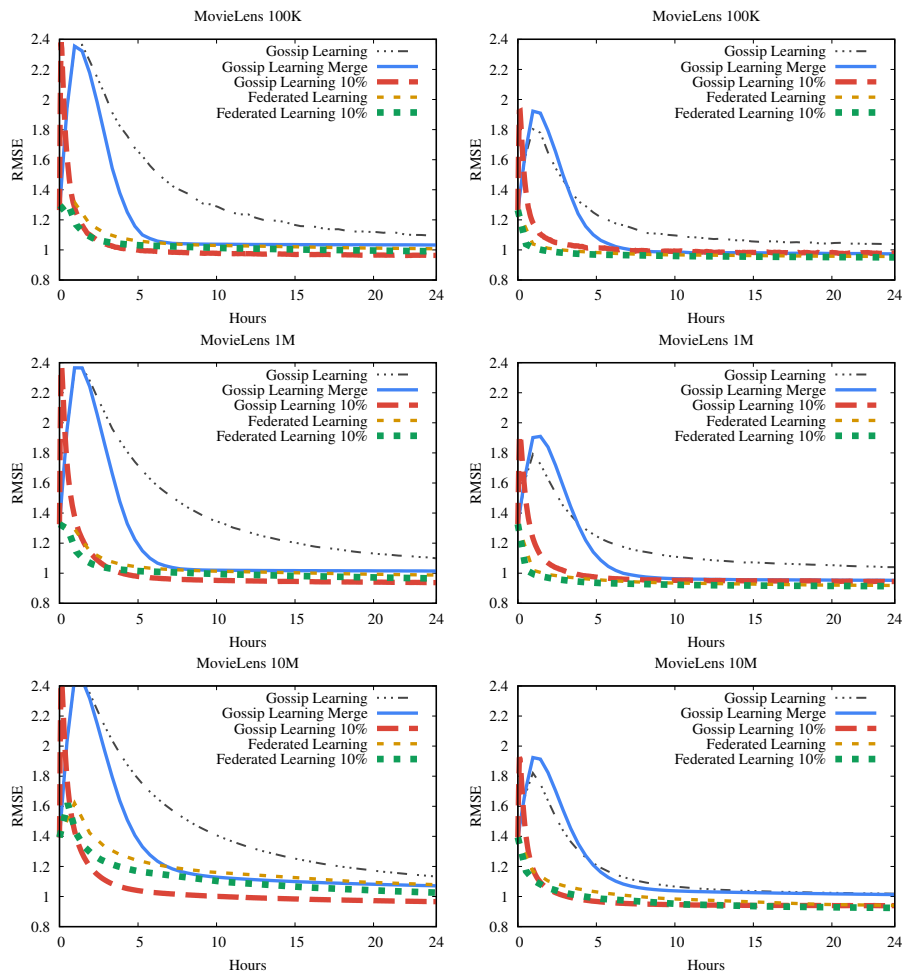 MovieLens 100K
RMSE
2.4
2.2
2
1.8
1.6
1.4
1.2
1
0.8
Gossip Learning
Gossip Learning Merge
Gossip Learning 10%
Federated Learning
Federated Learning 10%
0 5 10 15 20 24
Hours
MovieLens 100K
RMSE
2.4
2.2
2
1.8
1.6
1.4
1.2
1
0.8
Gossip Learning
Gossip Learning Merge
Gossip Learning 10%
Federated Learning
Federated Learning 10%
0 5 10 15 20 24
Hours
MovieLens 1M
RMSE
2.4
2.2
2
1.8
1.6
1.4
1.2
1
0.8
Gossip Learning
Gossip Learning Merge
Gossip Learning 10%
Federated Learning
Federated Learning 10%
0 5 10 15 20 24
Hours
MovieLens 1M
RMSE
2.4
2.2
2
1.8
1.6
1.4
1.2
1
0.8
Gossip Learning
Gossip Learning Merge
Gossip Learning 10%
Federated Learning
Federated Learning 10%
0 5 10 15 20 24
Hours
MovieLens 10M
RMSE
2.4
2.2
2
1.8
1.6
1.4
1.2
1
0.8
Gossip Learning
Gossip Learning Merge
Gossip Learning 10%
Federated Learning
Federated Learning 10%
0 5 10 15 20 24
Hours
MovieLens 10M
RMSE
2.4
2.2
2
1.8
1.6
1.4
1.2
1
0.8
Gossip Learning
Gossip Learning Merge
Gossip Learning 10%
Federated Learning
Federated Learning 10%
0 5 10 15 20 24
Hours